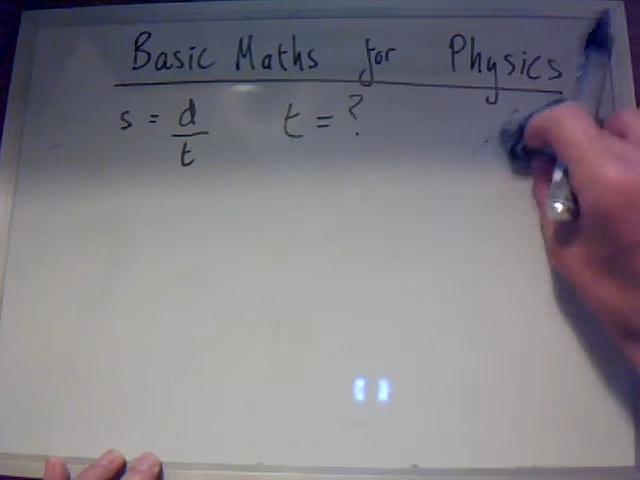 Basic Maths for Physics
s = d/t t = ?